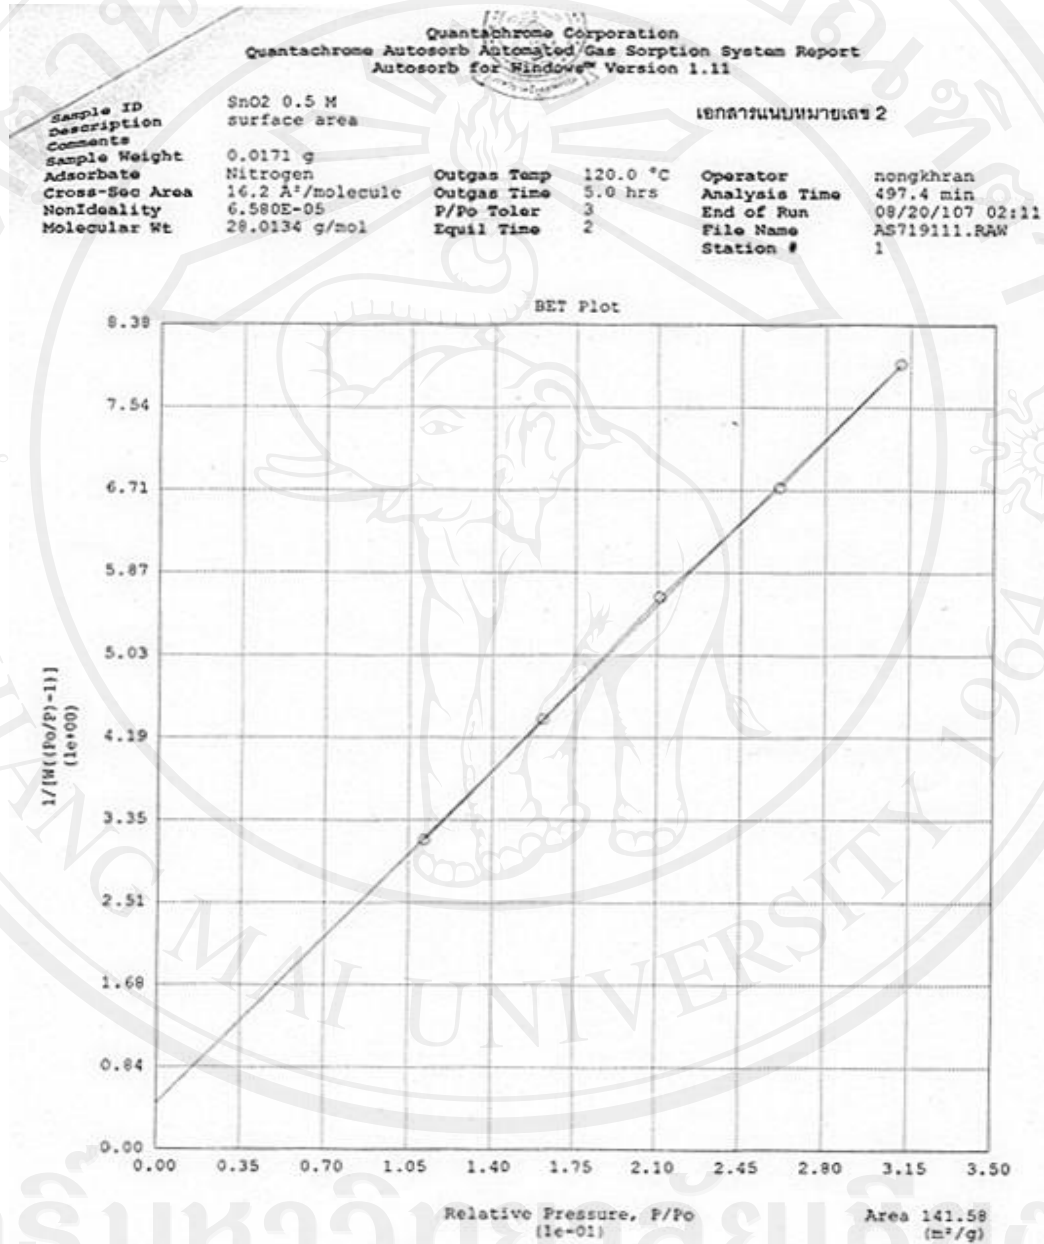 Quantachrome Corporation
Quantachrome Autosorb Automated Gas Sorption System Report
Autosorb for Windows™ Version 1.11
Sample ID SnO2 0.5 M
Description surface area เอกสารแนบหมายเลข 2
Comments
Sample Weight 0.0171 g
Adsorbate Nitrogen Outgas Temp 120.0 °C Operator nongkhran
Cross-Sec Area 16.2 Å²/molecule Outgas Time 5.0 hrs Analysis Time 497.4 min
NonIdeality 6.580E-05 P/Po Toler 3 End of Run 08/20/107 02:11
Molecular Wt 28.0134 g/mol Equil Time 2 File Name AS719111.RAW
Station # 1
BET Plot
8.38
7.54
6.71
5.87
5.03
4.19
3.35
2.51
1.68
0.84
0.00
1/[W((Po/P)-1)]
(1e+00)
0.00 0.35 0.70 1.05 1.40 1.75 2.10 2.45 2.80 3.15 3.50
Relative Pressure, P/Po Area 141.58
(1e-01) (m²/g)
MAI UNIVERSITY 1964